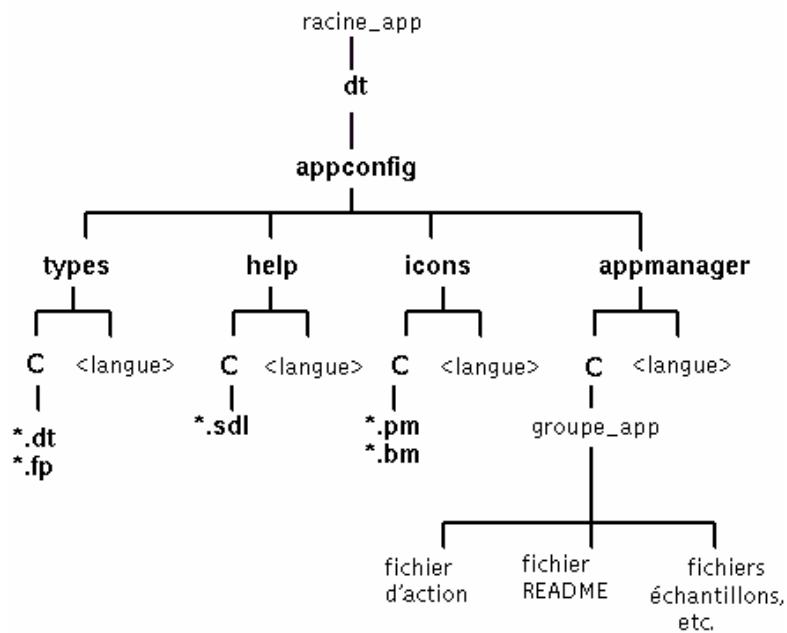 racine_app
dt
appconfig
types help icons appmanager
C <langue> C <langue> C <langue> C <langue>
*.dt *.sdl *.pm groupe_app
*.fp *.bm
fichier d'action
fichier README
fichiers échantillons, etc.